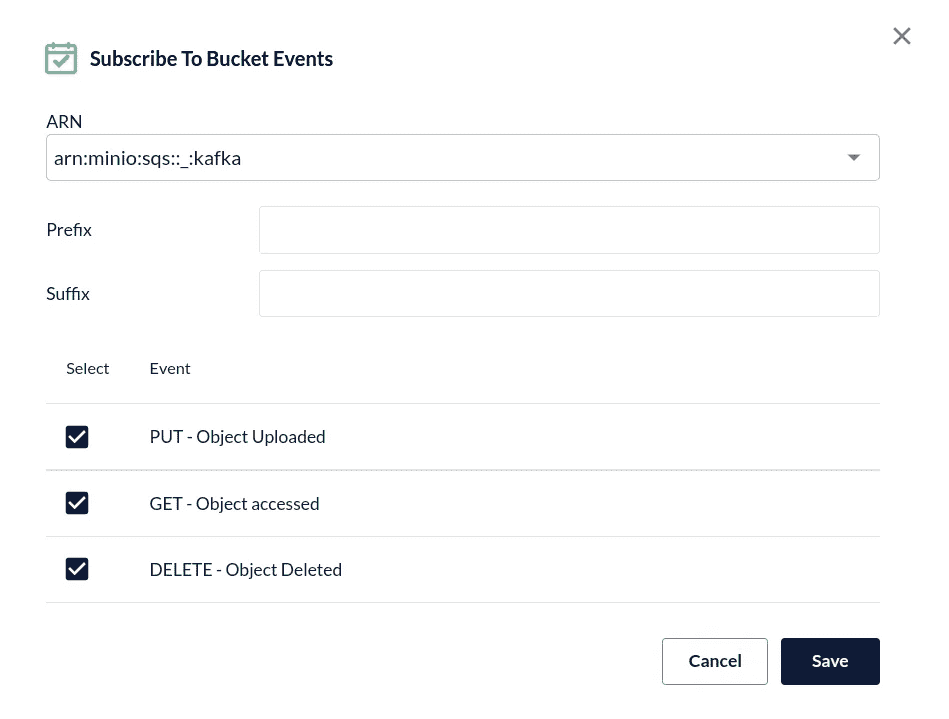 Subscribe To Bucket Events
ARN
arn:minio:sqs::_:kafka
Prefix
Suffix
Select Event
PUT - Object Uploaded
GET - Object accessed
DELETE - Object Deleted
Cancel Save